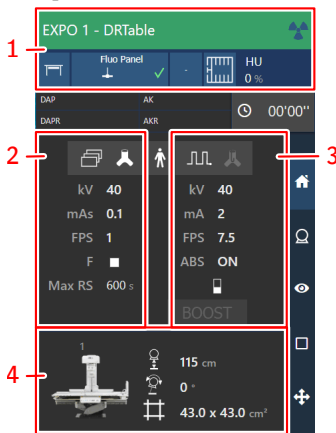 EXPO 1 - DRTable
1
Fluo Panel
HU
0 %
DAP AK
00'00''
DAPR AKR
2
3
kV 40
kV 40
mAs 0.1
mA 2
FPS 1
FPS 7.5
F
ABS ON
Max RS 600 s
BOOST
4
1
115 cm
0 °
43.0 x 43.0 cm²